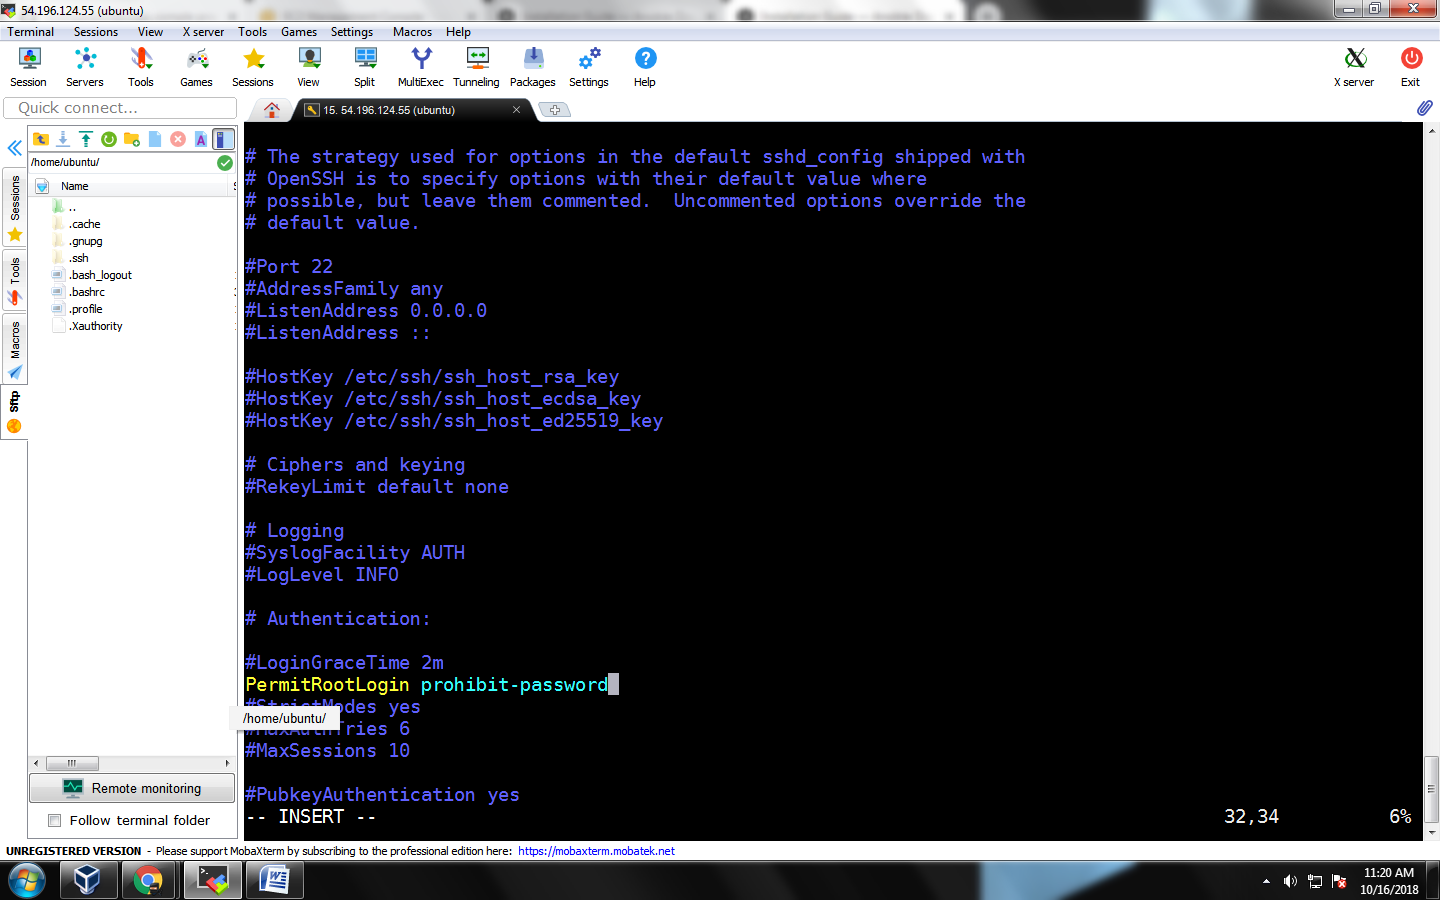 54.196.124.55 (ubuntu)
Terminal Sessions View X server Tools Games Settings Macros Help
Session Servers Tools Games Sessions View Split MultiExec Tunneling Packages Settings Help X server Exit
Quick connect...
15. 54.196.124.55 (ubuntu)
/home/ubuntu/
Name
..
.cache
.gnupg
.ssh
.bash_logout
.bashrc
.profile
.Xauthority
Sessions
Tools
Macros
Sftp
Remote monitoring
Follow terminal folder
# The strategy used for options in the default sshd_config shipped with
# OpenSSH is to specify options with their default value where
# possible, but leave them commented.  Uncommented options override the
# default value.
#Port 22
#AddressFamily any
#ListenAddress 0.0.0.0
#ListenAddress ::
#HostKey /etc/ssh/ssh_host_rsa_key
#HostKey /etc/ssh/ssh_host_ecdsa_key
#HostKey /etc/ssh/ssh_host_ed25519_key
# Ciphers and keying
#RekeyLimit default none
# Logging
#SyslogFacility AUTH
#LogLevel INFO
# Authentication:
#LoginGraceTime 2m
PermitRootLogin prohibit-password
#StrictModes yes
/home/ubuntu/
#MaxAuthTries 6
#MaxSessions 10
#PubkeyAuthentication yes
-- INSERT -- 32,34 6%
UNREGISTERED VERSION - Please support MobaXterm by subscribing to the professional edition here: https://mobaxterm.mobatek.net
11:20 AM
10/16/2018